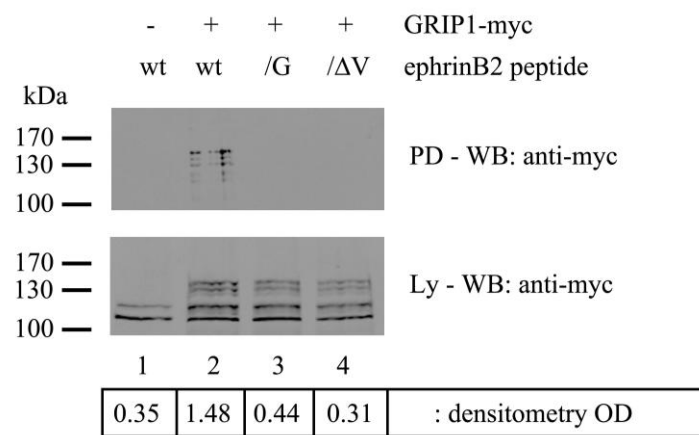 - + + + GRIP1-myc
wt wt /G /ΔV ephrinB2 peptide
kDa
170
130 PD - WB: anti-myc
100
170
130 Ly - WB: anti-myc
100
1 2 3 4
0.35 1.48 0.44 0.31 : densitometry OD